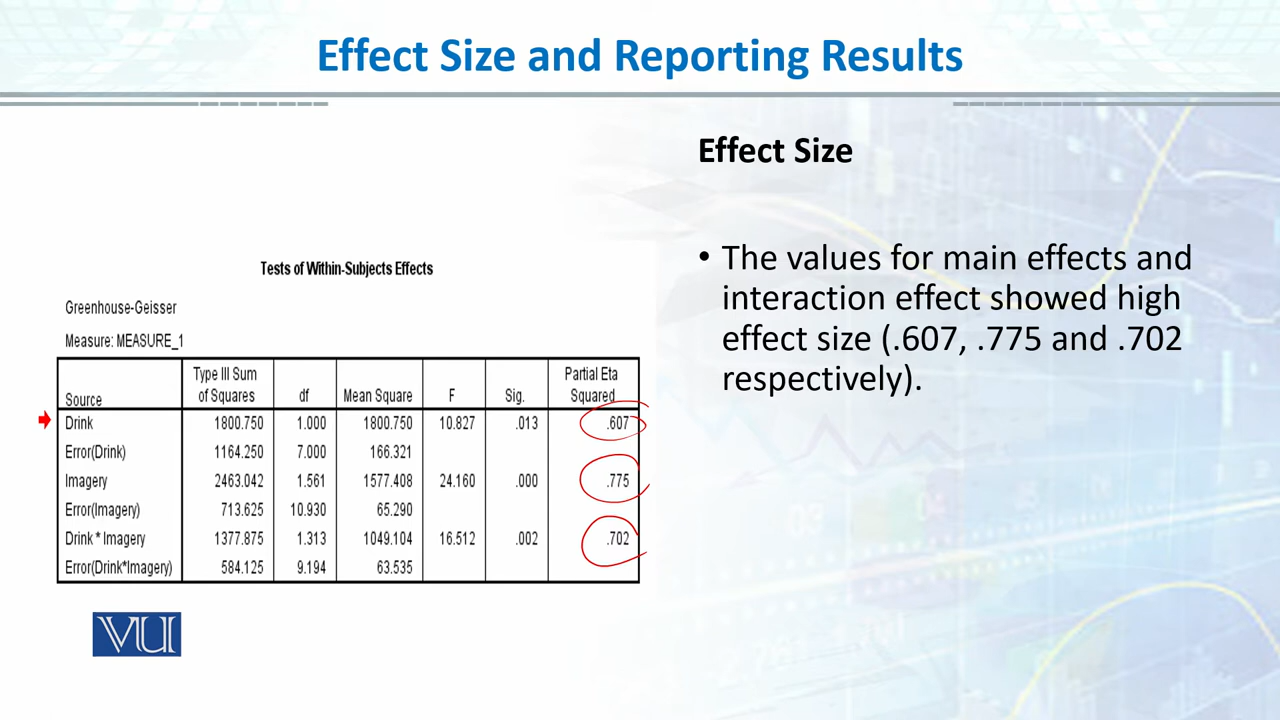 Effect Size and Reporting Results
Effect Size
• The values for main effects and
interaction effect showed high
effect size (.607, .775 and .702
respectively).
Tests of Within-Subjects Effects
Greenhouse-Geisser
Measure: MEASURE_1
Source Type III Sum of Squares df Mean Square F Sig. Partial Eta Squared
Drink 1800.750 1.000 1800.750 10.827 .013 .607
Error(Drink) 1164.250 7.000 166.321
Imagery 2463.042 1.561 1577.408 24.160 .000 .775
Error(Imagery) 713.625 10.930 65.290
Drink * Imagery 1377.875 1.313 1049.104 16.512 .002 .702
Error(Drink*Imagery) 584.125 9.194 63.535
VU